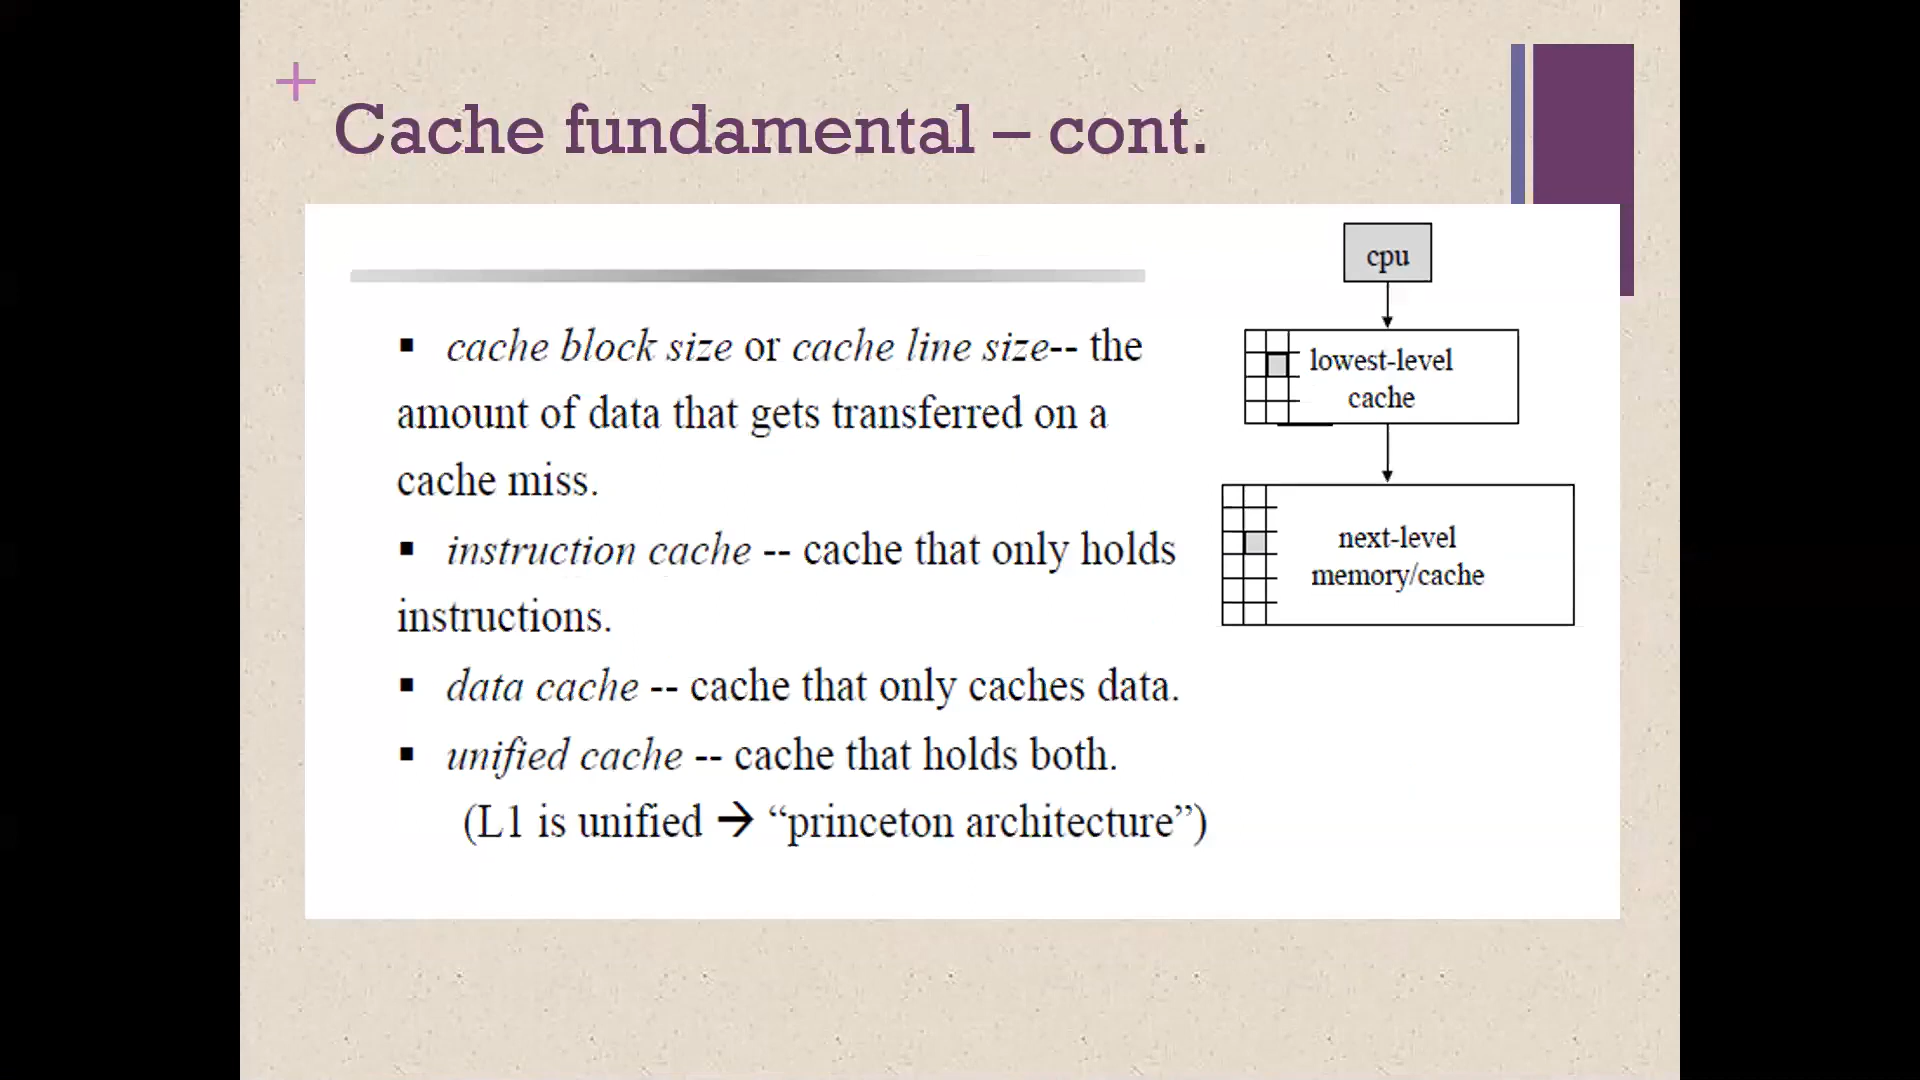 +
Cache fundamental – cont.
▪ cache block size or cache line size-- the
amount of data that gets transferred on a
cache miss.
▪ instruction cache -- cache that only holds
instructions.
▪ data cache -- cache that only caches data.
▪ unified cache -- cache that holds both.
(L1 is unified → “princeton architecture”)
cpu
lowest-level
cache
next-level
memory/cache